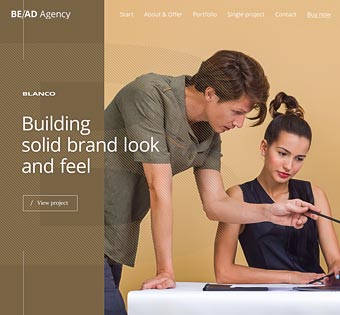 BE/AD Agency
Start About & Offer Portfolio Single project Contact Buy now
BLANCO
Building
solid brand look
and feel
/ View project